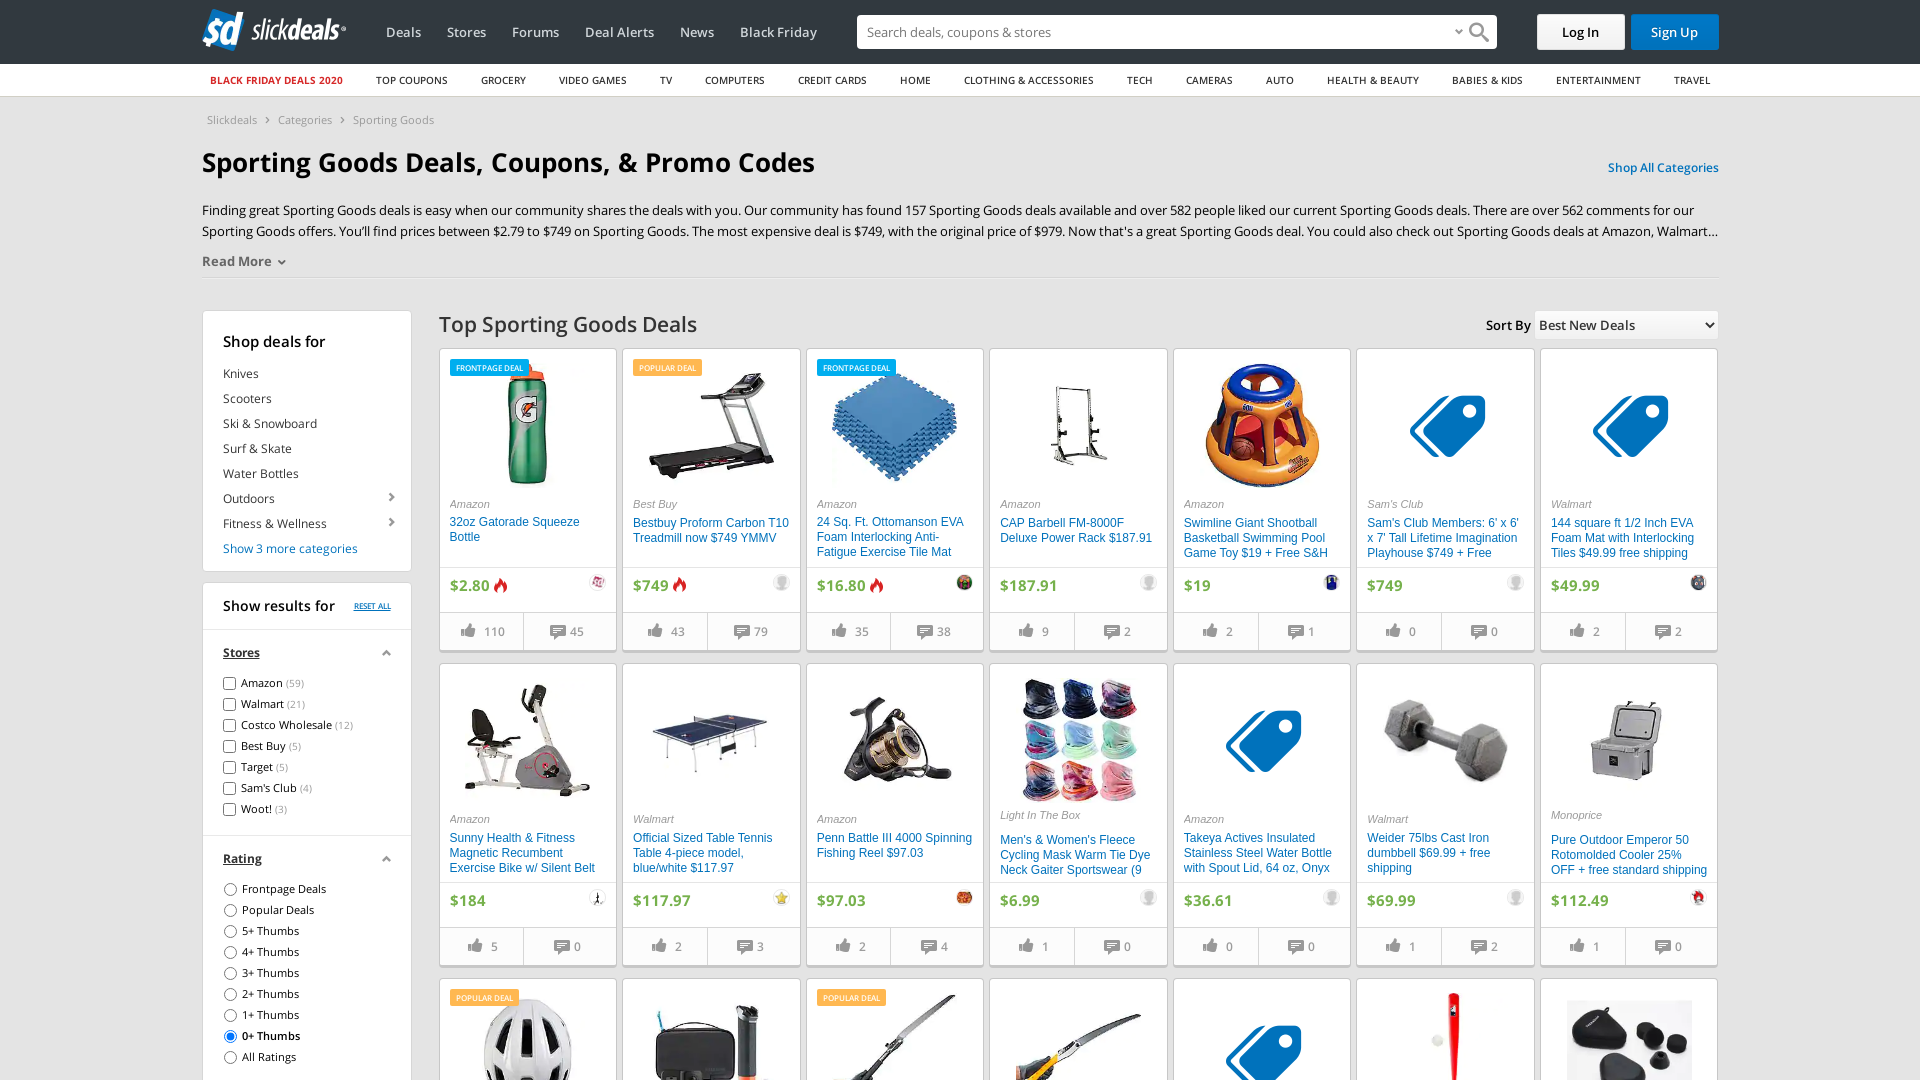 sd slickdeals
Deals
Stores
Forums
Deal Alerts
News
Black Friday
Search deals, coupons & stores
Log In
Sign Up
BLACK FRIDAY DEALS 2020
TOP COUPONS
GROCERY
VIDEO GAMES
TV
COMPUTERS
CREDIT CARDS
HOME
CLOTHING & ACCESSORIES
TECH
CAMERAS
AUTO
HEALTH & BEAUTY
BABIES & KIDS
ENTERTAINMENT
TRAVEL
Slickdeals > Categories > Sporting Goods
Sporting Goods Deals, Coupons, & Promo Codes
Shop All Categories
Finding great Sporting Goods deals is easy when our community shares the deals with you. Our community has found 157 Sporting Goods deals available and over 582 people liked our current Sporting Goods deals. There are over 562 comments for our
Sporting Goods offers. You’ll find prices between $2.79 to $749 on Sporting Goods. The most expensive deal is $749, with the original price of $979. Now that's a great Sporting Goods deal. You could also check out Sporting Goods deals at Amazon, Walmart…
Read More
Shop deals for
Knives
Scooters
Ski & Snowboard
Surf & Skate
Water Bottles
Outdoors
Fitness & Wellness
Show 3 more categories
Show results for
RESET ALL
Stores
Amazon (59)
Walmart (21)
Costco Wholesale (12)
Best Buy (5)
Target (5)
Sam's Club (4)
Woot! (3)
Rating
Frontpage Deals
Popular Deals
5+ Thumbs
4+ Thumbs
3+ Thumbs
2+ Thumbs
1+ Thumbs
0+ Thumbs
All Ratings
Top Sporting Goods Deals
Sort By
Best New Deals
FRONTPAGE DEAL
Amazon
32oz Gatorade Squeeze
Bottle
$2.80
110
45
POPULAR DEAL
Best Buy
Bestbuy Proform Carbon T10
Treadmill now $749 YMMV
$749
43
79
FRONTPAGE DEAL
Amazon
24 Sq. Ft. Ottomanson EVA
Foam Interlocking Anti-
Fatigue Exercise Tile Mat
$16.80
35
38
Amazon
CAP Barbell FM-8000F
Deluxe Power Rack $187.91
$187.91
9
2
Amazon
Swimline Giant Shootball
Basketball Swimming Pool
Game Toy $19 + Free S&H
$19
2
1
Sam's Club
Sam's Club Members: 6' x 6'
x 7' Tall Lifetime Imagination
Playhouse $749 + Free
$749
0
0
Walmart
144 square ft 1/2 Inch EVA
Foam Mat with Interlocking
Tiles $49.99 free shipping
$49.99
2
2
Amazon
Sunny Health & Fitness
Magnetic Recumbent
Exercise Bike w/ Silent Belt
$184
5
0
Walmart
Official Sized Table Tennis
Table 4-piece model,
blue/white $117.97
$117.97
2
3
Amazon
Penn Battle III 4000 Spinning
Fishing Reel $97.03
$97.03
2
4
Light In The Box
Men's & Women's Fleece
Cycling Mask Warm Tie Dye
Neck Gaiter Sportswear (9
$6.99
1
0
Amazon
Takeya Actives Insulated
Stainless Steel Water Bottle
with Spout Lid, 64 oz, Onyx
$36.61
0
0
Walmart
Weider 75lbs Cast Iron
dumbbell $69.99 + free
shipping
$69.99
1
2
Monoprice
Pure Outdoor Emperor 50
Rotomolded Cooler 25%
OFF + free standard shipping
$112.49
1
0
POPULAR DEAL
POPULAR DEAL